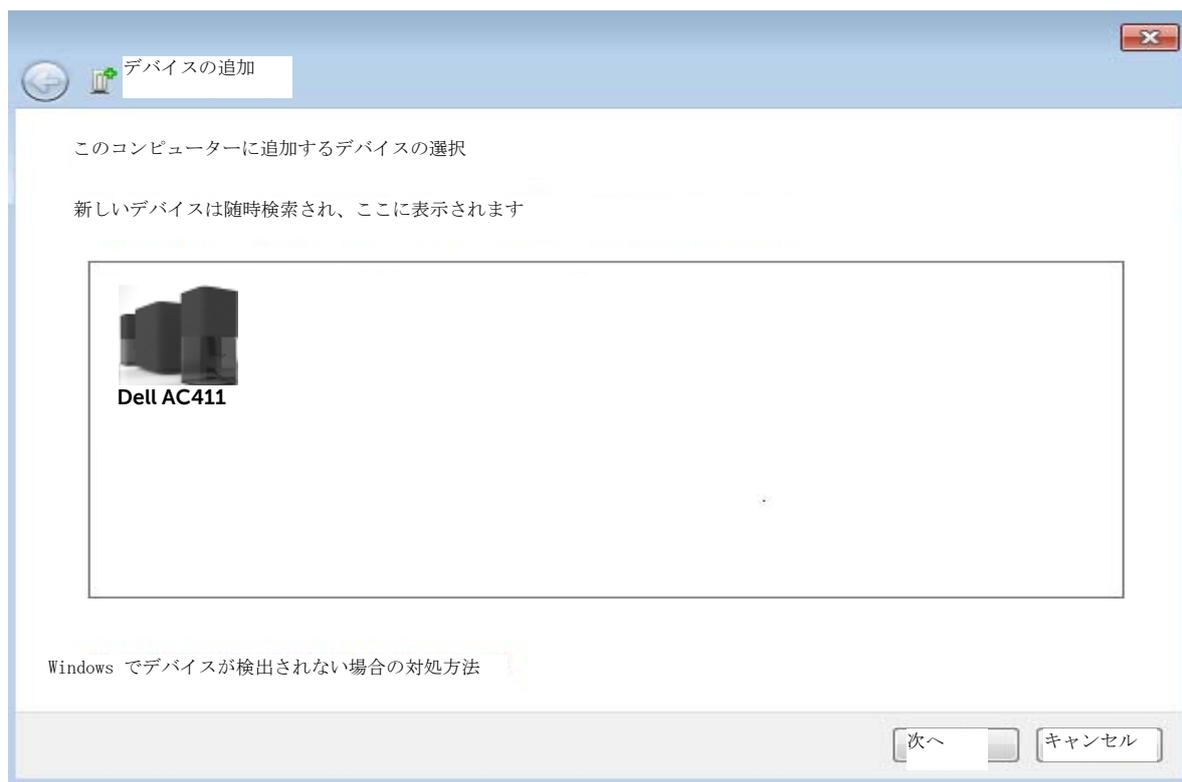 デバイスの追加
このコンピューターに追加するデバイスの選択
新しいデバイスは随時検索され、ここに表示されます
Dell AC411
Windows でデバイスが検出されない場合の対処方法
次へ
キャンセル